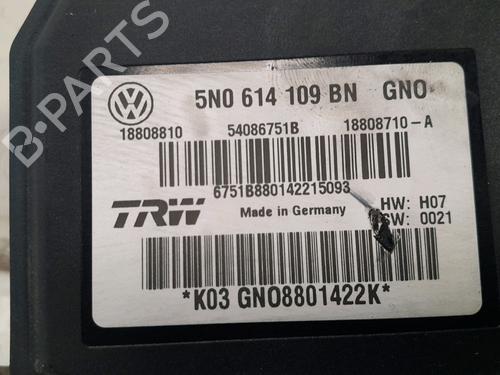 B-PARTS
5N0 614 109 BN GNO
18808810 54086751B 18808710-A
6751B880142215093
TRW Made in Germany HW: H07
SW: 0021
*K03 GNO8801422K*